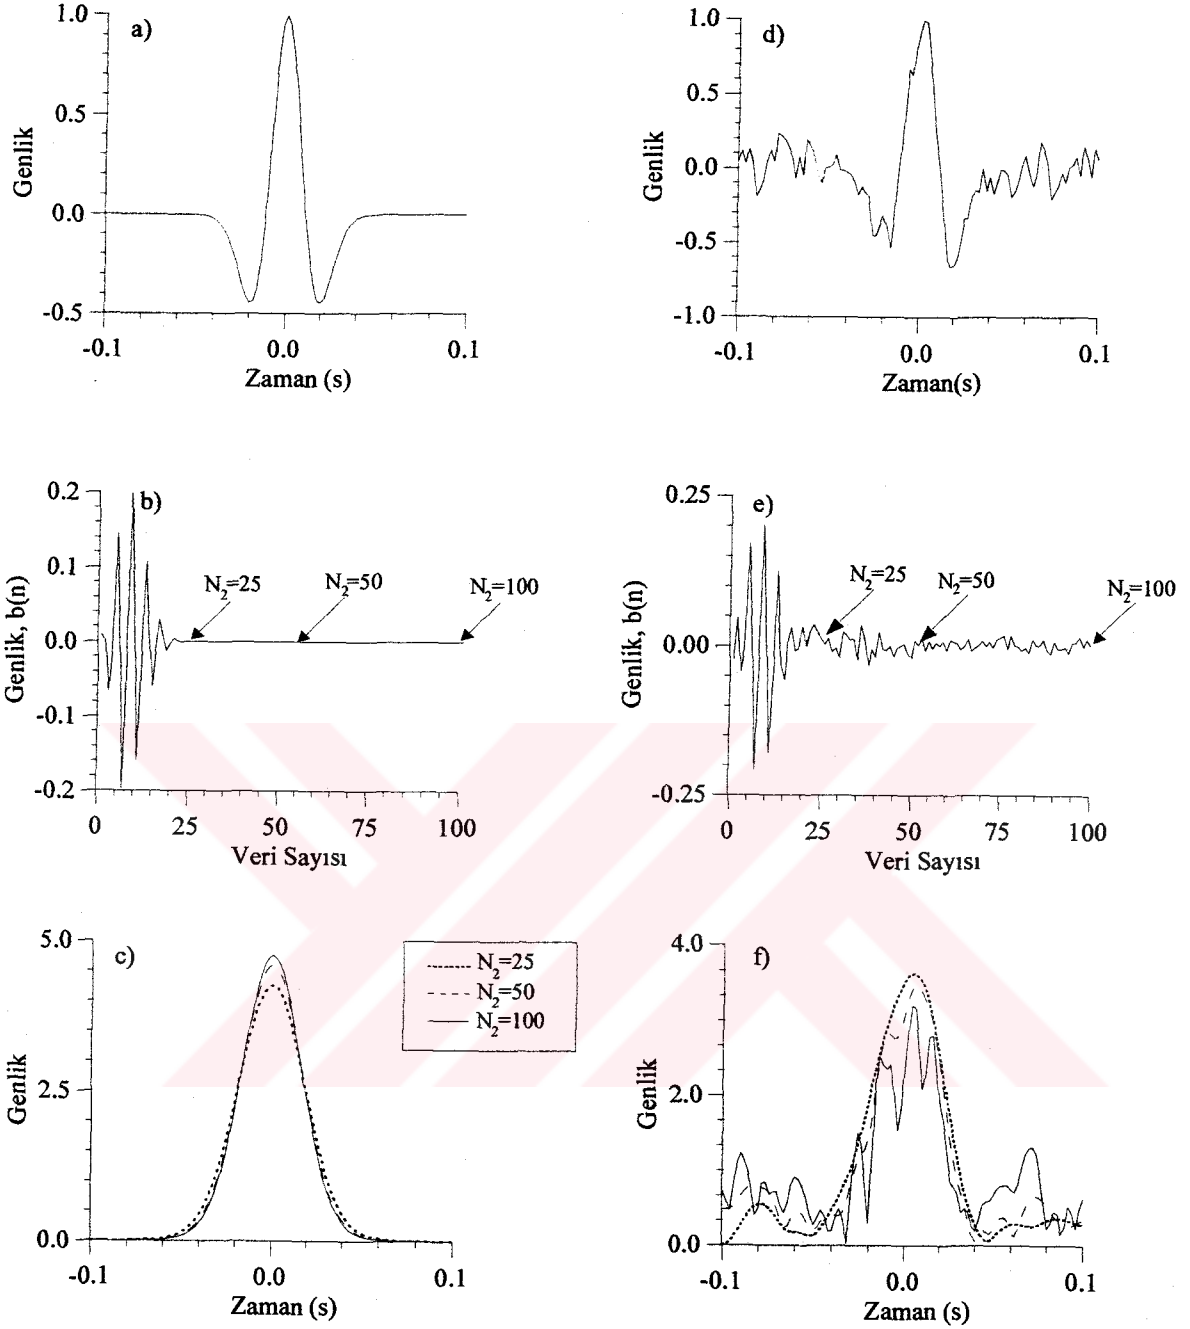 a)
1.0
0.5
0.0
-0.5
Genlik
-0.1
0.0
0.1
Zaman (s)
d)
1.0
0.5
0.0
-0.5
-1.0
Genlik
-0.1
0.0
0.1
Zaman(s)
b)
0.2
0.1
0.0
-0.1
-0.2
Genlik, b(n)
N₂=25
N₂=50
N₂=100
0
25
50
75
100
Veri Sayısı
e)
0.25
0.00
-0.25
Genlik, b(n)
N₂=25
N₂=50
N₂=100
0
25
50
75
100
Veri Sayısı
c)
5.0
2.5
0.0
Genlik
-0.1
0.0
0.1
Zaman (s)
N₂=25
N₂=50
N₂=100
f)
4.0
2.0
0.0
Genlik
-0.1
0.0
0.1
Zaman (s)